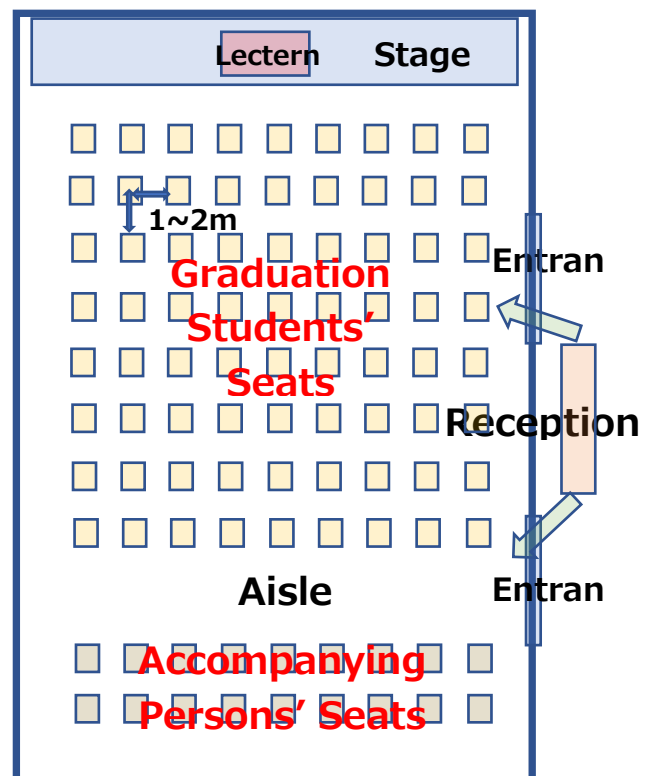 Lectern
Stage
1~2m
Entran
Graduation
Students’
Seats
Reception
Aisle
Entran
Accompanying
Persons’ Seats